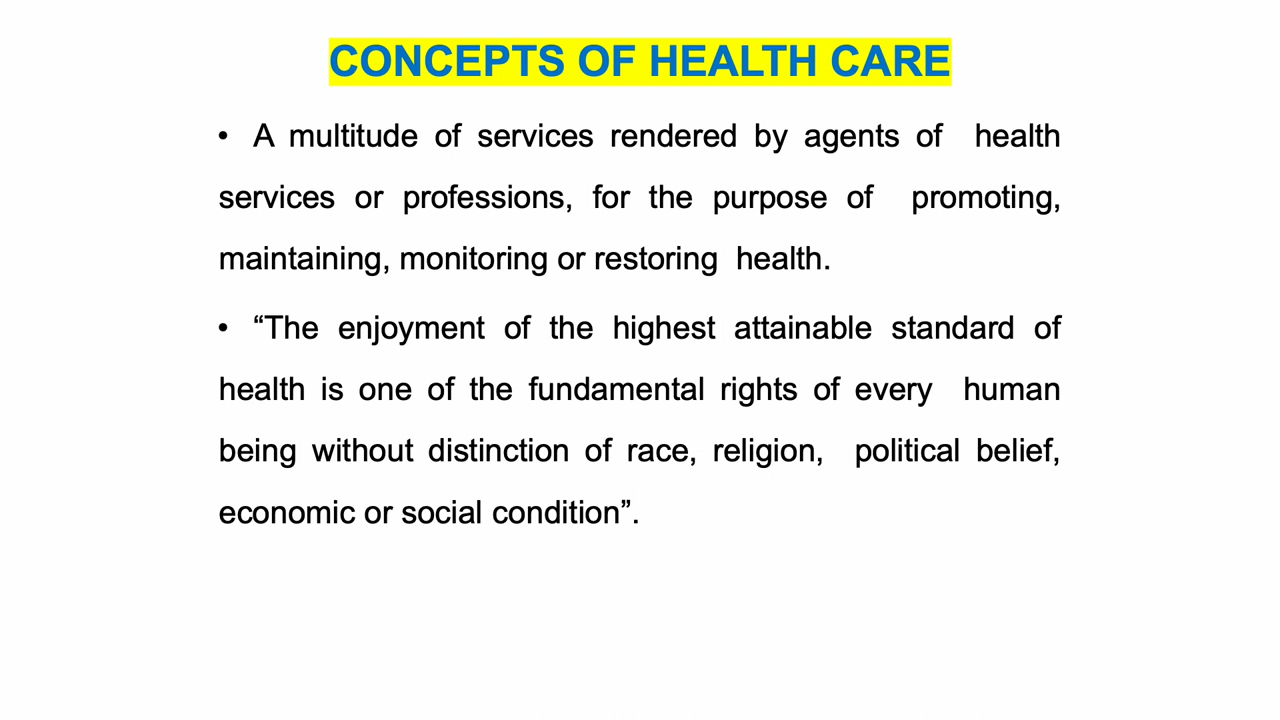 CONCEPTS OF HEALTH CARE
• A multitude of services rendered by agents of health
services or professions, for the purpose of promoting,
maintaining, monitoring or restoring health.
• “The enjoyment of the highest attainable standard of
health is one of the fundamental rights of every human
being without distinction of race, religion, political belief,
economic or social condition”.